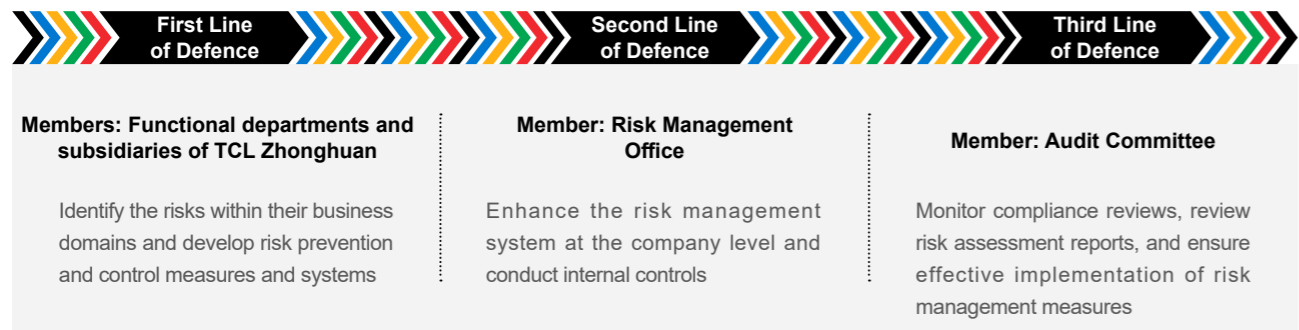 First Line
of Defence
Second Line
of Defence
Third Line
of Defence
Members: Functional departments and
subsidiaries of TCL Zhonghuan
Identify the risks within their business
domains and develop risk prevention
and control measures and systems
Member: Risk Management
Office
Enhance the risk management
system at the company level and
conduct internal controls
Member: Audit Committee
Monitor compliance reviews, review
risk assessment reports, and ensure
effective implementation of risk
management measures